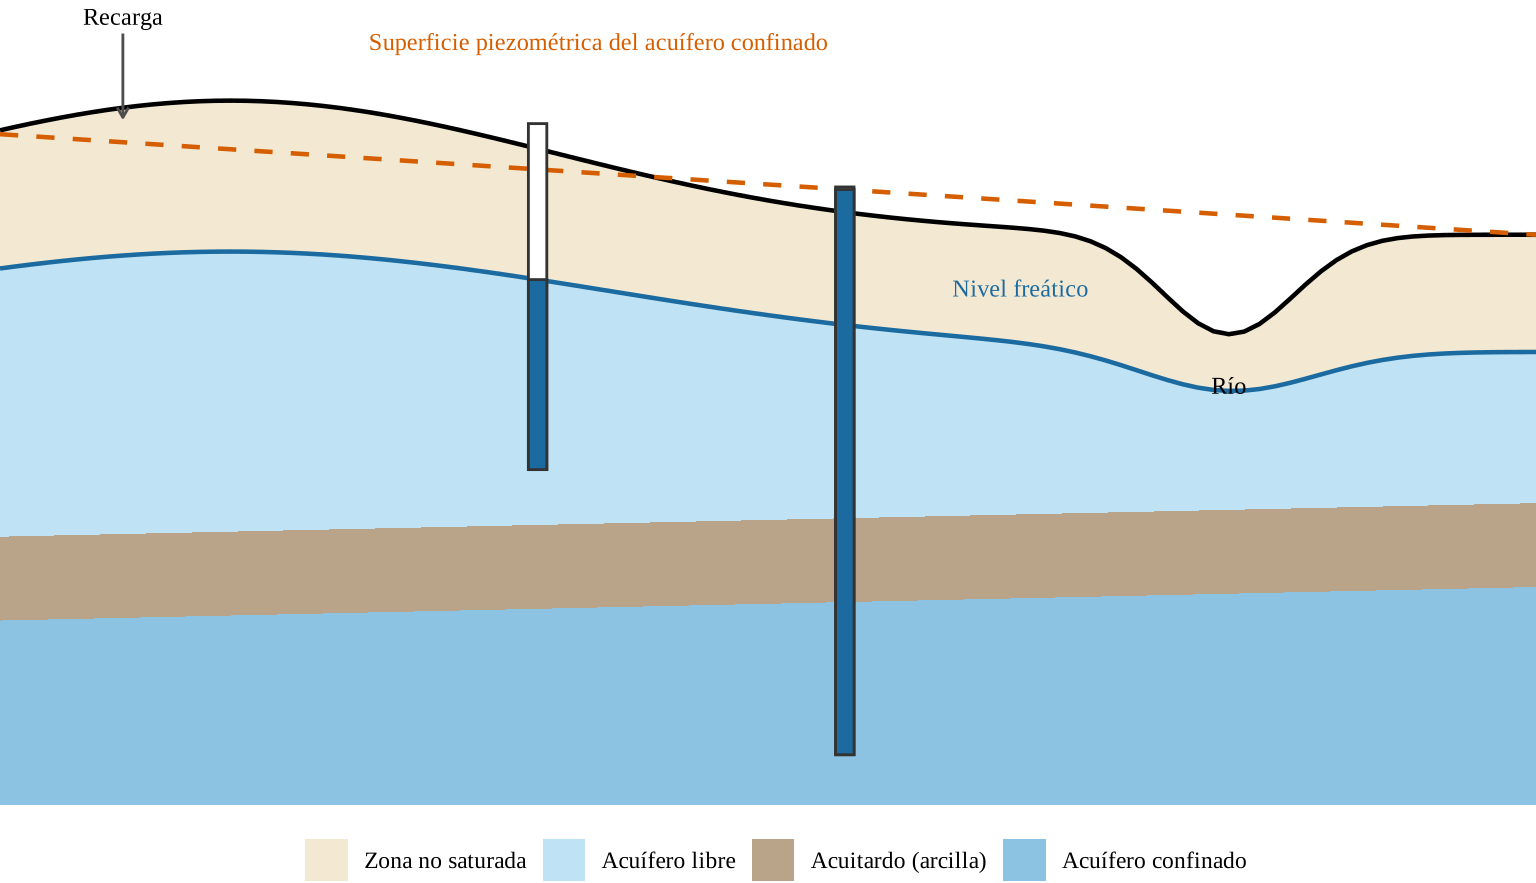 Recarga
Superficie piezométrica del acuífero confinado
Nivel freático
Río
Zona no saturada
Acuífero libre
Acuitardo (arcilla)
Acuífero confinado